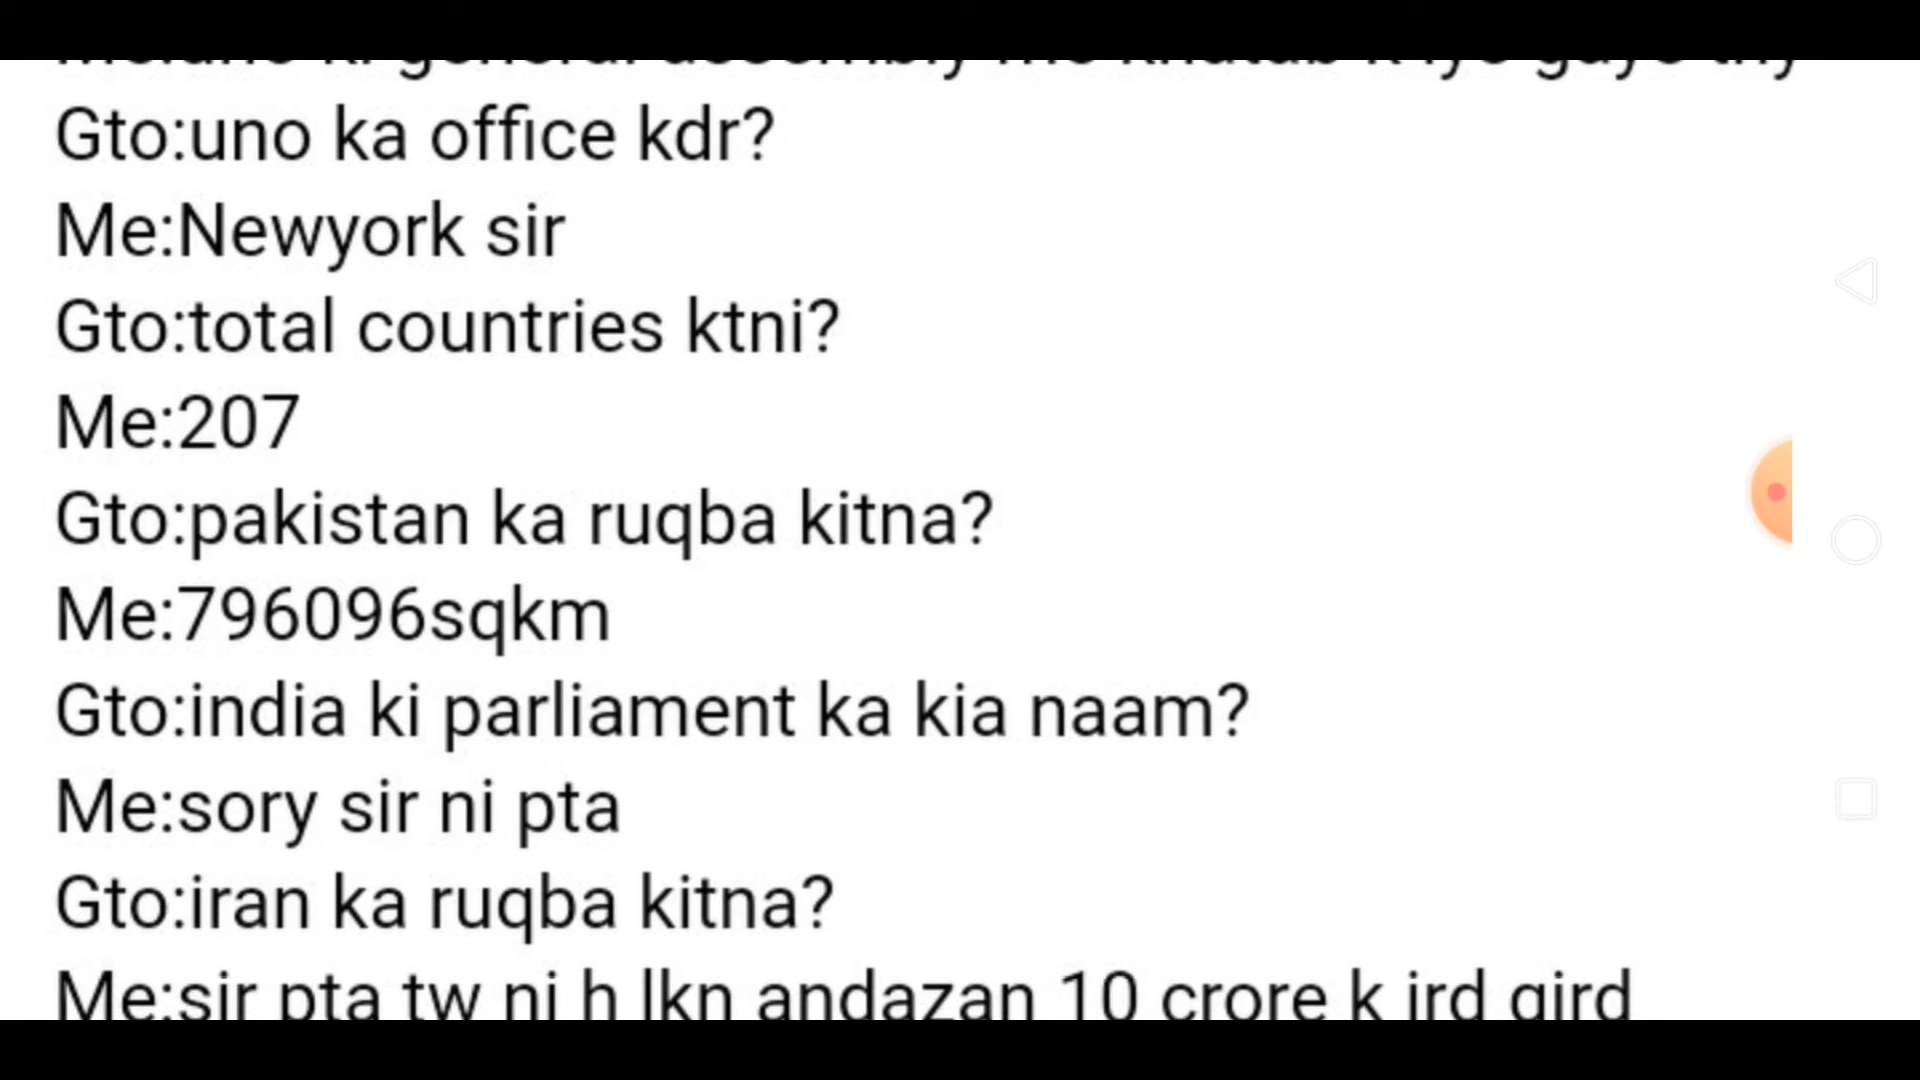 Gto:uno ka office kdr?
Me:Newyork sir
Gto:total countries ktni?
Me:207
Gto:pakistan ka ruqba kitna?
Me:796096sqkm
Gto:india ki parliament ka kia naam?
Me:sory sir ni pta
Gto:iran ka ruqba kitna?
Me:sir pta tw ni h lkn andazan 10 crore k ird gird